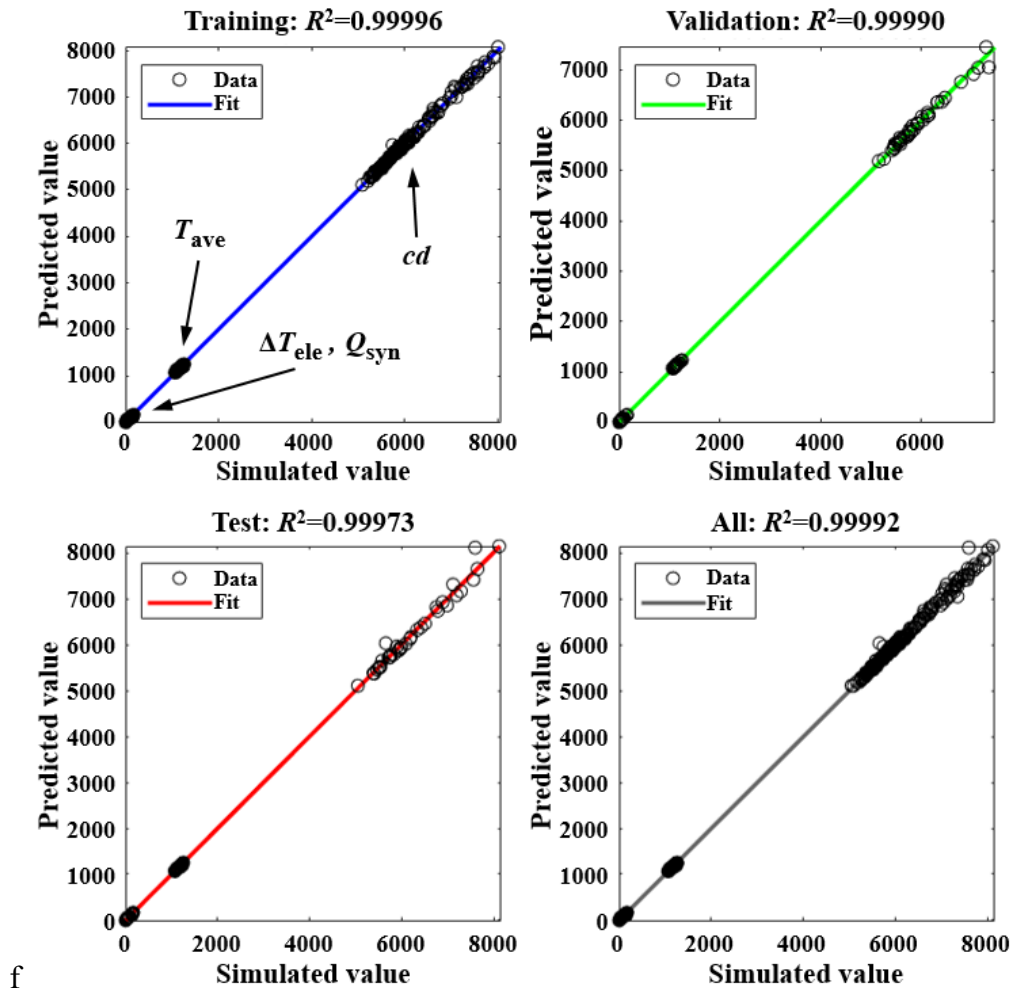 Training: R²=0.99996
8000
7000
6000
5000
4000
3000
2000
1000
0
Predicted value
Data
Fit
T_ave
cd
ΔT_ele , Q_syn
0 2000 4000 6000 8000
Simulated value
Validation: R²=0.99990
7000
6000
5000
4000
3000
2000
1000
0
Predicted value
Data
Fit
0 2000 4000 6000
Simulated value
Test: R²=0.99973
8000
7000
6000
5000
4000
3000
2000
1000
0
Predicted value
Data
Fit
0 2000 4000 6000 8000
Simulated value
All: R²=0.99992
8000
7000
6000
5000
4000
3000
2000
1000
0
Predicted value
Data
Fit
0 2000 4000 6000 8000
Simulated value
f